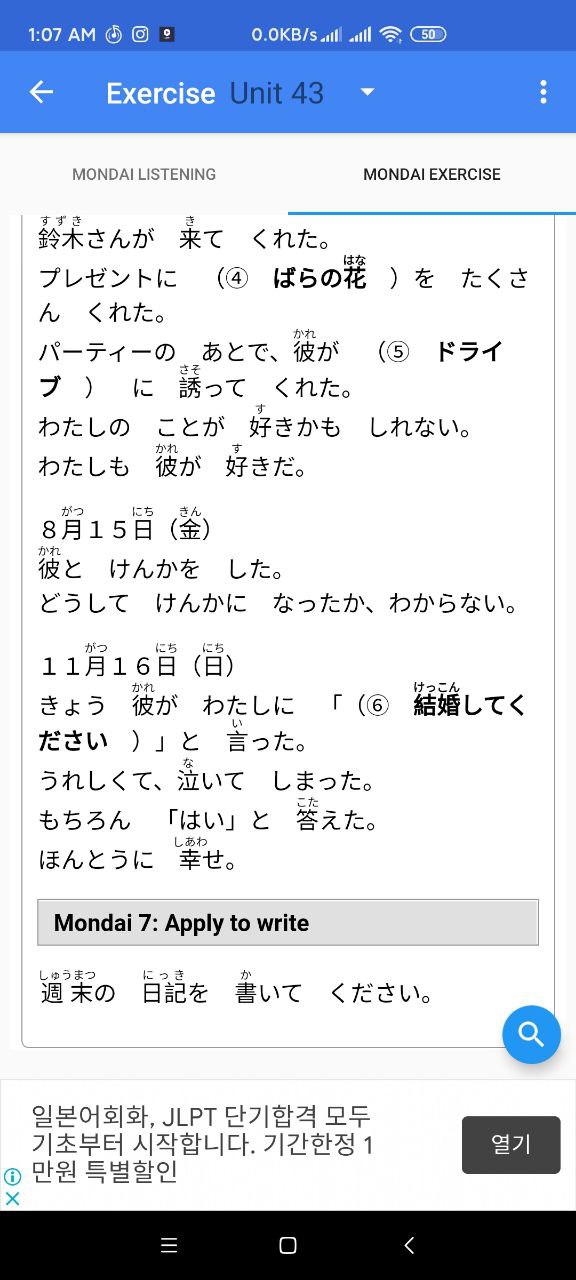 1:07 AM 0.0KB/s 50
Exercise Unit 43
MONDAI LISTENING MONDAI EXERCISE
すずき き
鈴木さんが 来て くれた。
はな
プレゼントに (④ ばらの花 )を たくさ
ん くれた。
かれ
パーティーの あとで、彼が (⑤ ドライ
さそ
ブ ) に 誘って くれた。
す
わたしの ことが 好きかも しれない。
かれ す
わたしも 彼が 好きだ。
がつ にち きん
8月15日(金)
かれ
彼と けんかを した。
どうして けんかに なったか、わからない。
がつ にち にち
11月16日(日)
かれ けっこん
きょう 彼が わたしに 「(⑥ 結婚してく
い
ださい )」と 言った。
な
うれしくて、泣いて しまった。
こた
もちろん 「はい」と 答えた。
しあわ
ほんとうに 幸せ。
Mondai 7: Apply to write
しゅうまつ にっき か
週末の 日記を 書いて ください。
일본어회화, JLPT 단기합격 모두
기초부터 시작합니다. 기간한정 1
만원 특별할인
열기